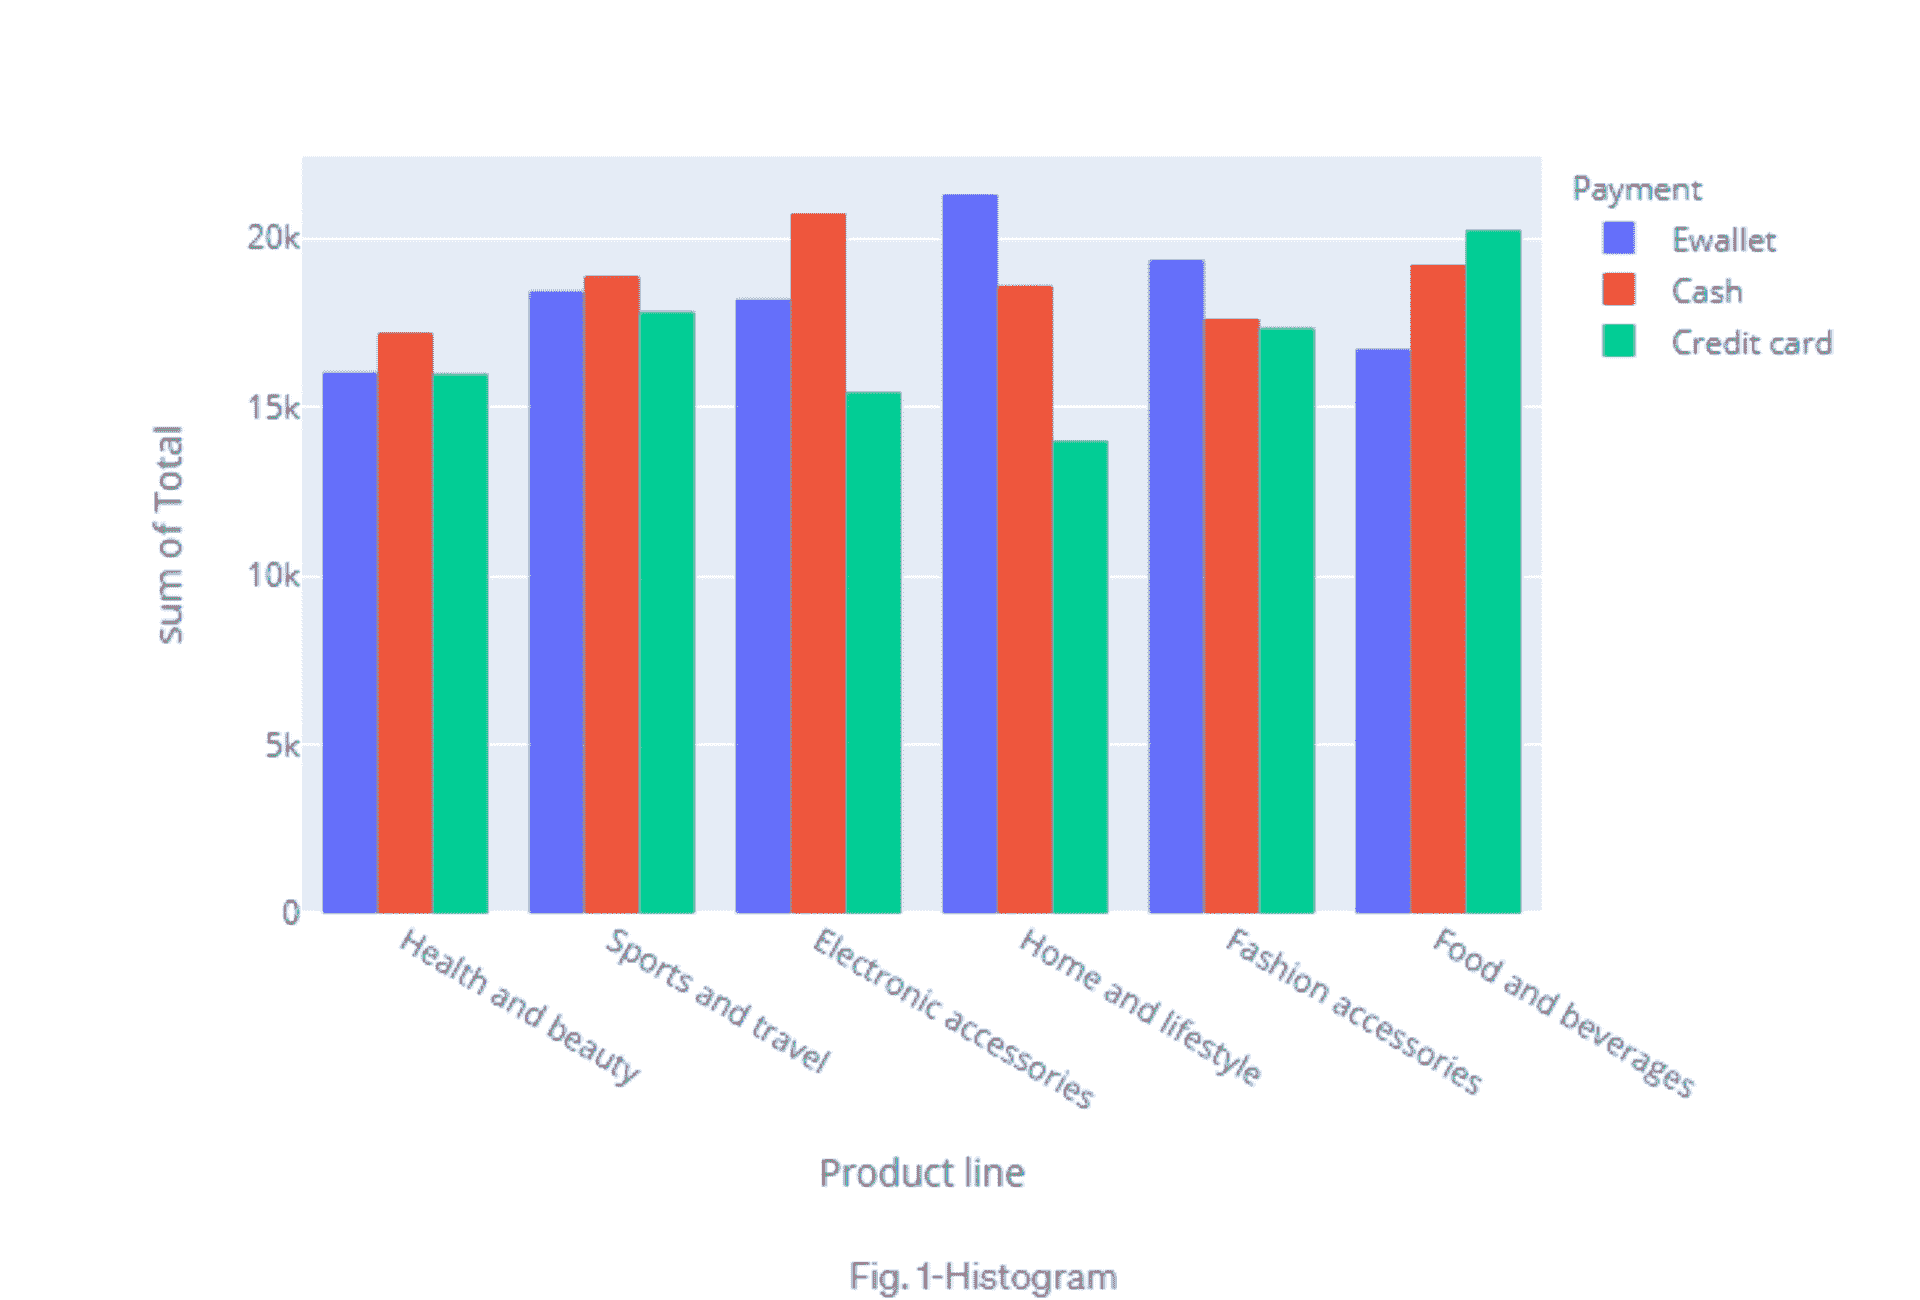 Payment
Ewallet
Cash
Credit card
20k
15k
10k
5k
0
sum of Total
Health and beauty
Sports and travel
Electronic accessories
Home and lifestyle
Fashion accessories
Food and beverages
Product line
Fig. 1-Histogram